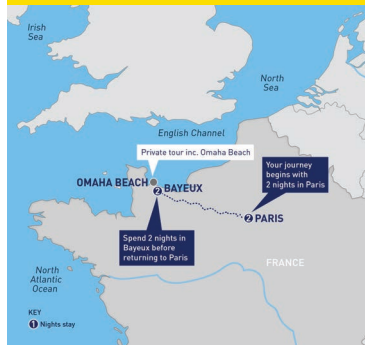 Irish
Sea
North
Sea
English Channel
Private tour inc. Omaha Beach
Your journey
begins with
2 nights in Paris
OMAHA BEACH
2 BAYEUX
2 PARIS
Spend 2 nights in
Bayeux before
returning to Paris
FRANCE
North
Atlantic
Ocean
KEY
1 Nights stay